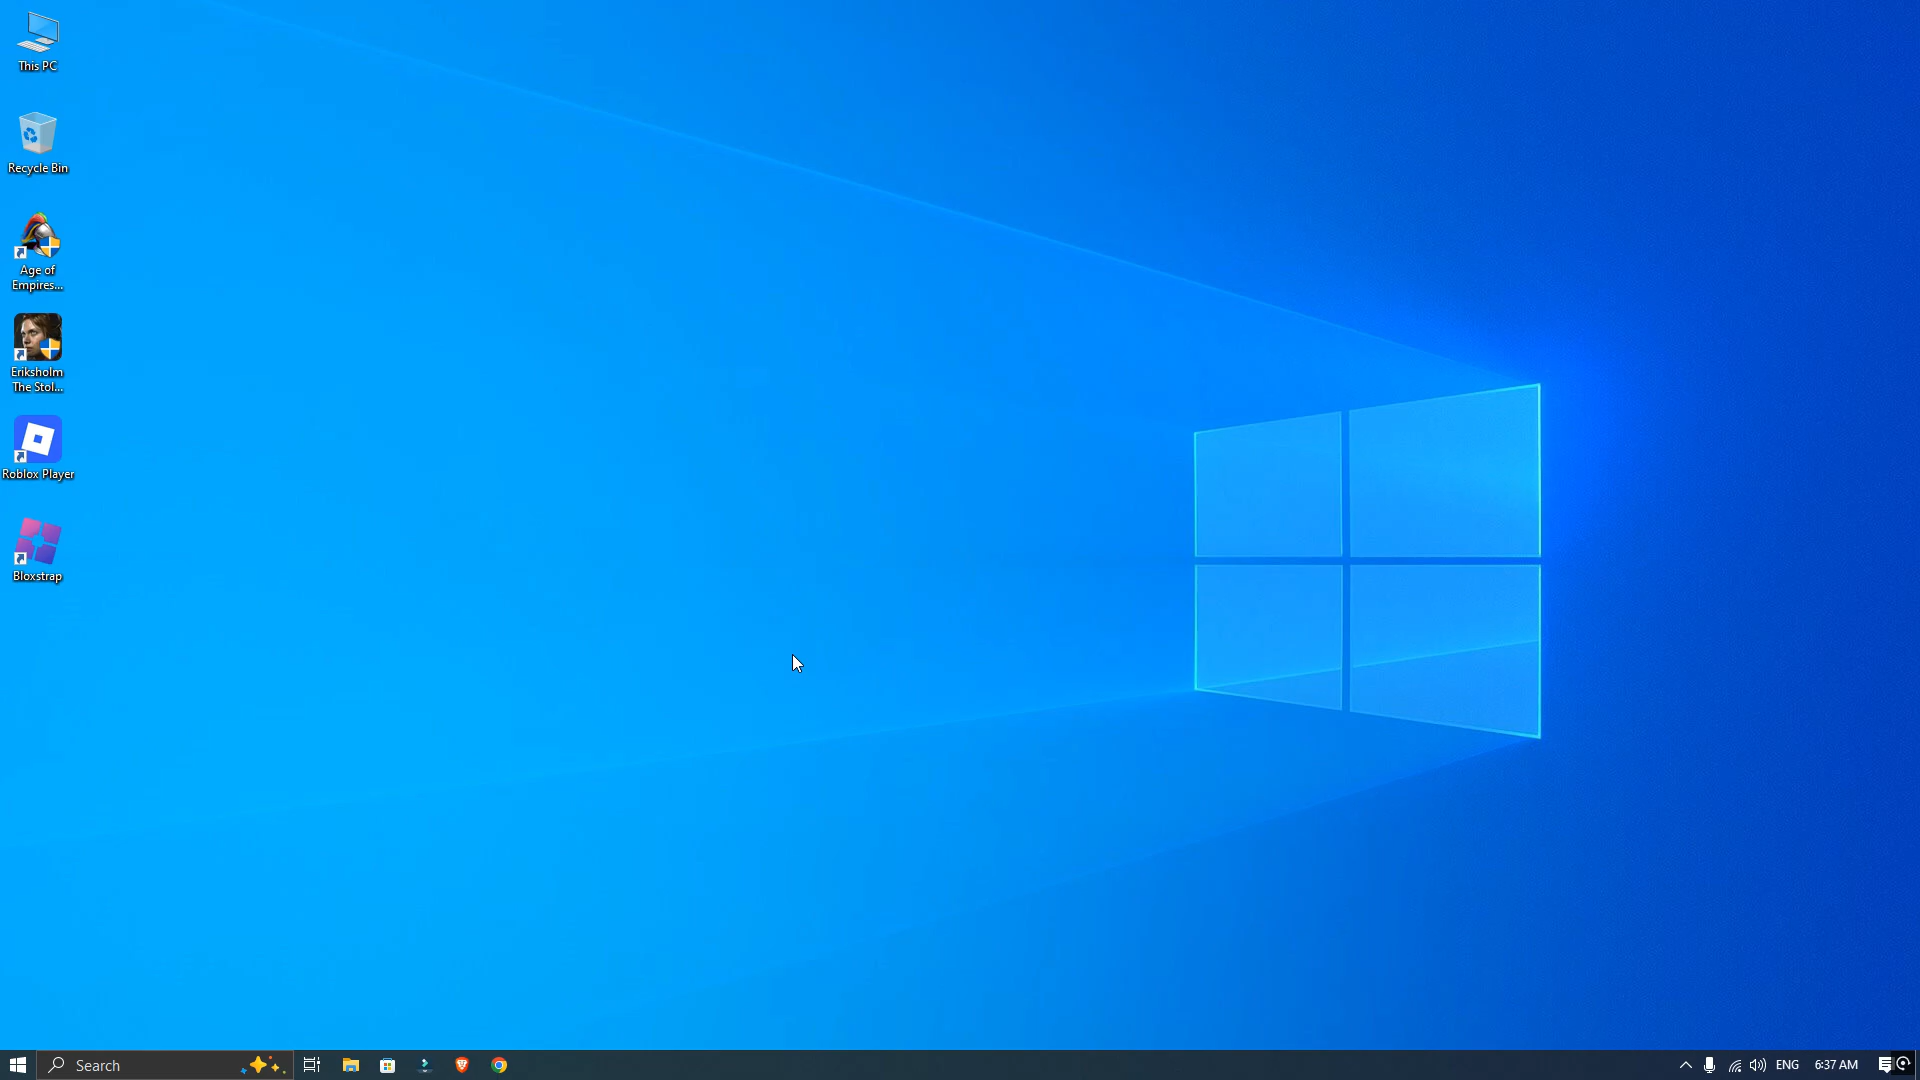 This PC
Recycle Bin
Age of
Empires...
Eriksholm
The Stol...
Roblox Player
Bloxstrap
Search
ENG
6:37 AM